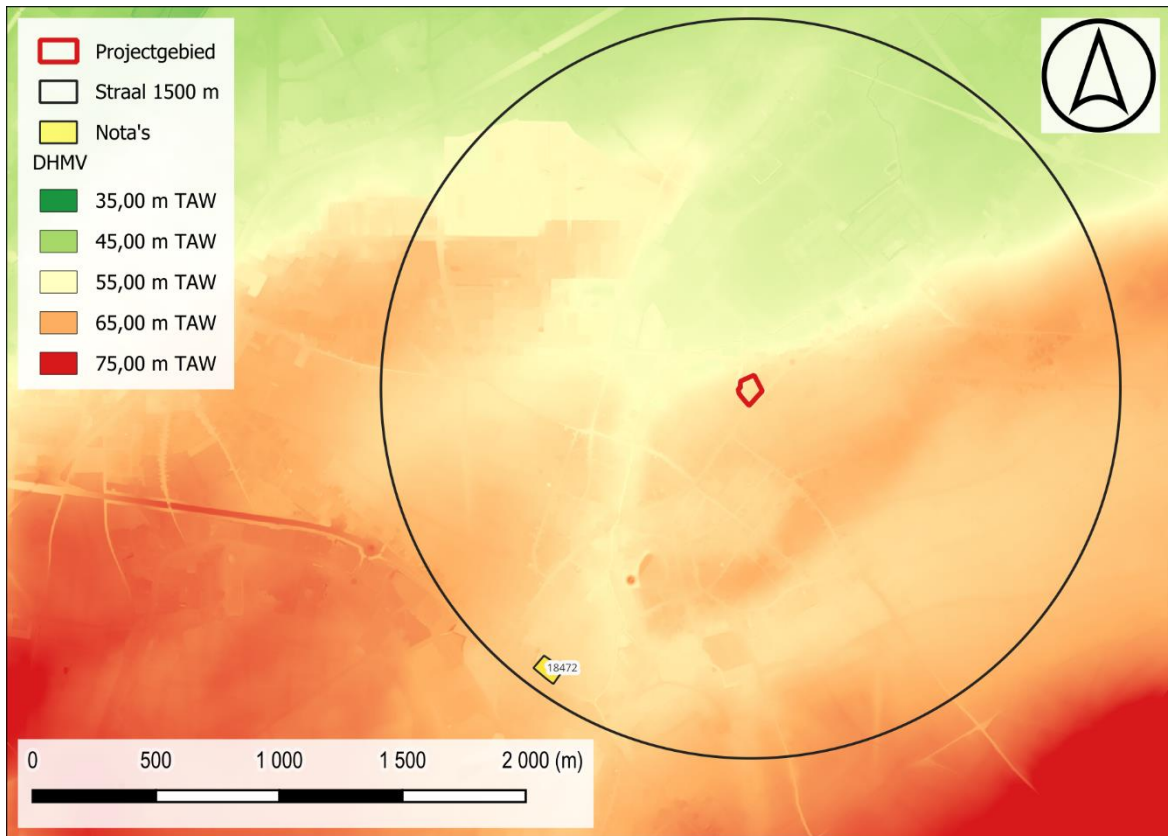 Projectgebied
Straal 1500 m
Nota's
DHMV
35,00 m TAW
45,00 m TAW
55,00 m TAW
65,00 m TAW
75,00 m TAW
18472
0 500 1 000 1 500 2 000 (m)